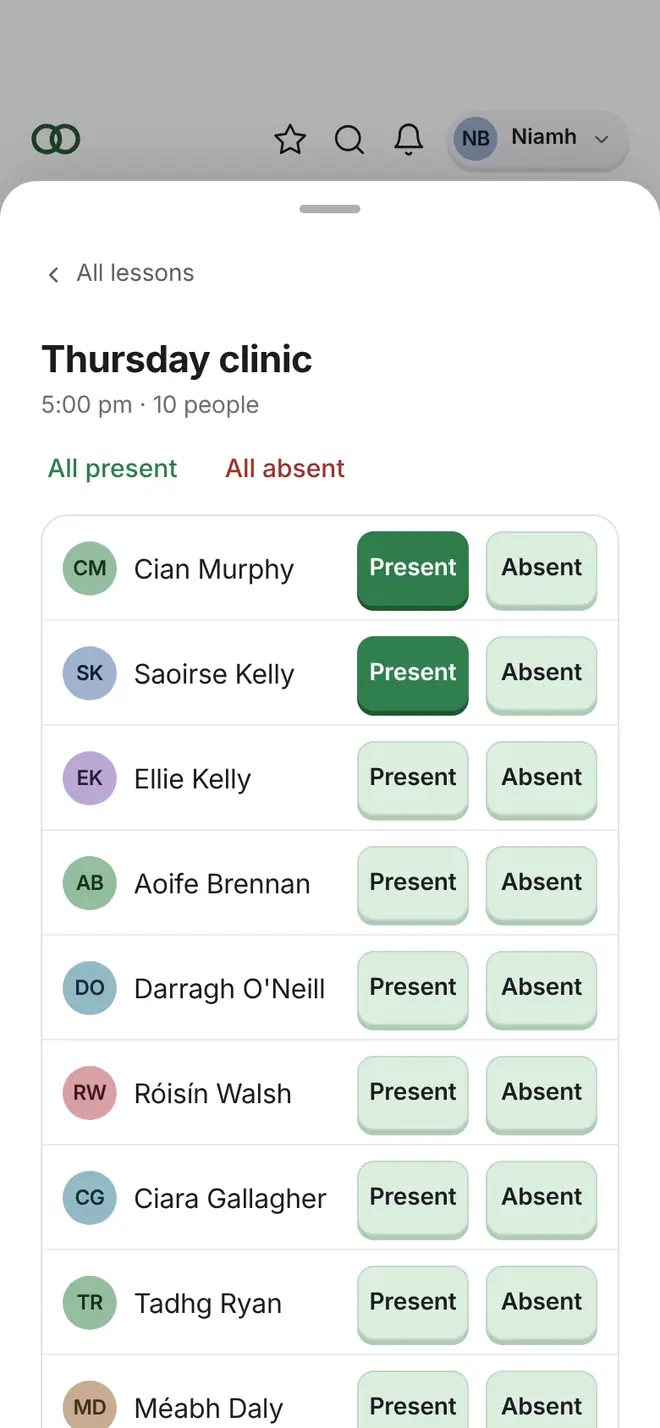 NB Niamh
All lessons
Thursday clinic
5:00 pm · 10 people
All present All absent
CM Cian Murphy Present Absent
SK Saoirse Kelly Present Absent
EK Ellie Kelly Present Absent
AB Aoife Brennan Present Absent
DO Darragh O'Neill Present Absent
RW Róisín Walsh Present Absent
CG Ciara Gallagher Present Absent
TR Tadhg Ryan Present Absent
MD Méabh Daly Present Absent